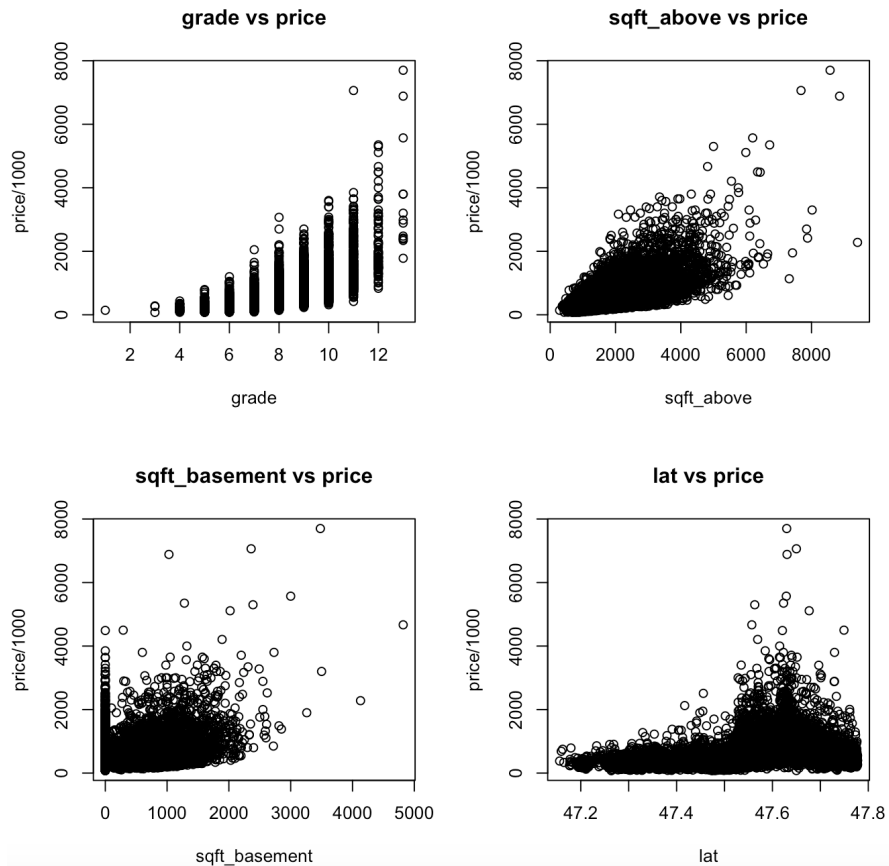 grade vs price
price/1000
0 2000 4000 6000 8000
2 4 6 8 10 12
grade
sqft_above vs price
price/1000
0 2000 4000 6000 8000
0 2000 4000 6000 8000
sqft_above
sqft_basement vs price
price/1000
0 2000 4000 6000 8000
0 1000 2000 3000 4000 5000
sqft_basement
lat vs price
price/1000
0 2000 4000 6000 8000
47.2 47.4 47.6 47.8
lat